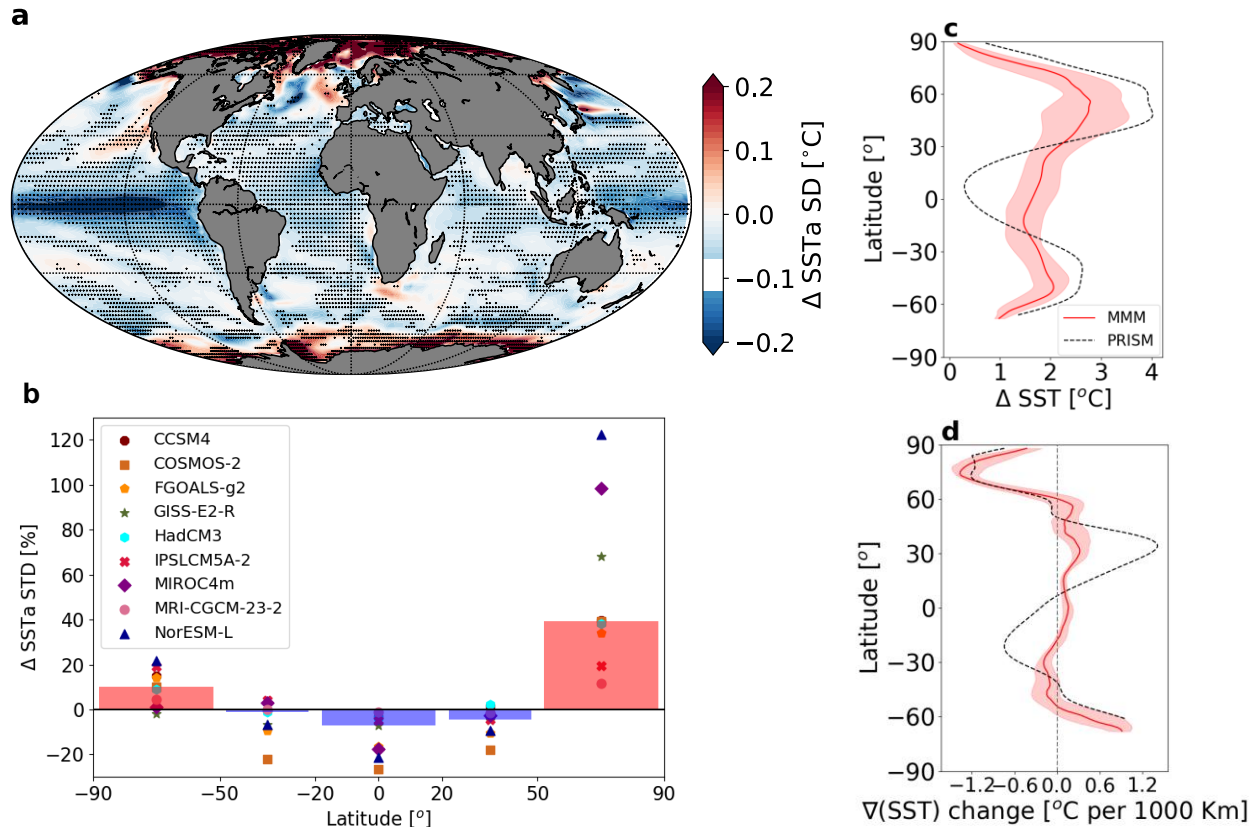 a
0.2
0.1
0.0
−0.1
−0.2
Δ SSTa SD [°C]
b
120
100
80
60
40
20
0
−20
Δ SSTa STD [%]
CCSM4
COSMOS-2
FGOALS-g2
GISS-E2-R
HadCM3
IPSLCM5A-2
MIROC4m
MRI-CGCM-23-2
NorESM-L
−90 −50 −20 0 20 50 90
Latitude [°]
c
90
60
30
0
−30
−60
−90
Latitude [°]
MMM
PRISM
0 1 2 3 4
Δ SST [°C]
d
90
60
30
0
−30
−60
−90
Latitude [°]
−1.2 −0.6 0.0 0.6 1.2
∇(SST) change [°C per 1000 Km]